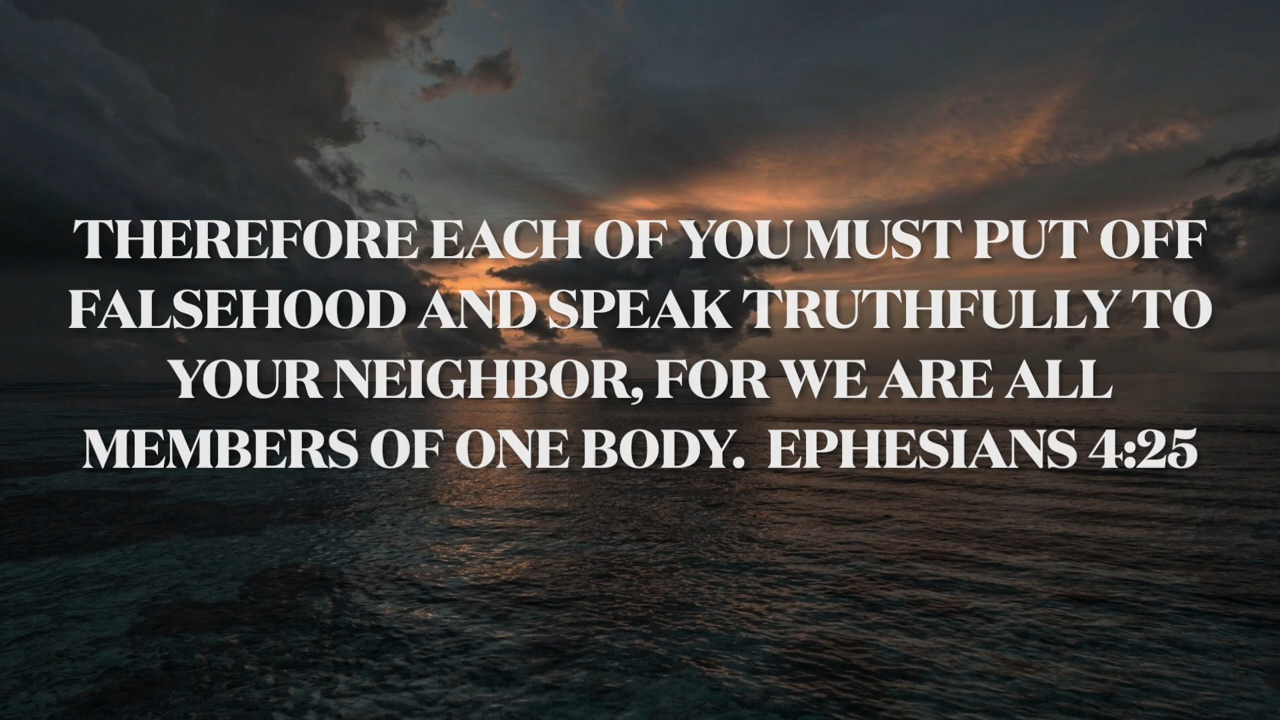 THEREFORE EACH OF YOU MUST PUT OFF
FALSEHOOD AND SPEAK TRUTHFULLY TO
YOUR NEIGHBOR, FOR WE ARE ALL
MEMBERS OF ONE BODY.  EPHESIANS 4:25